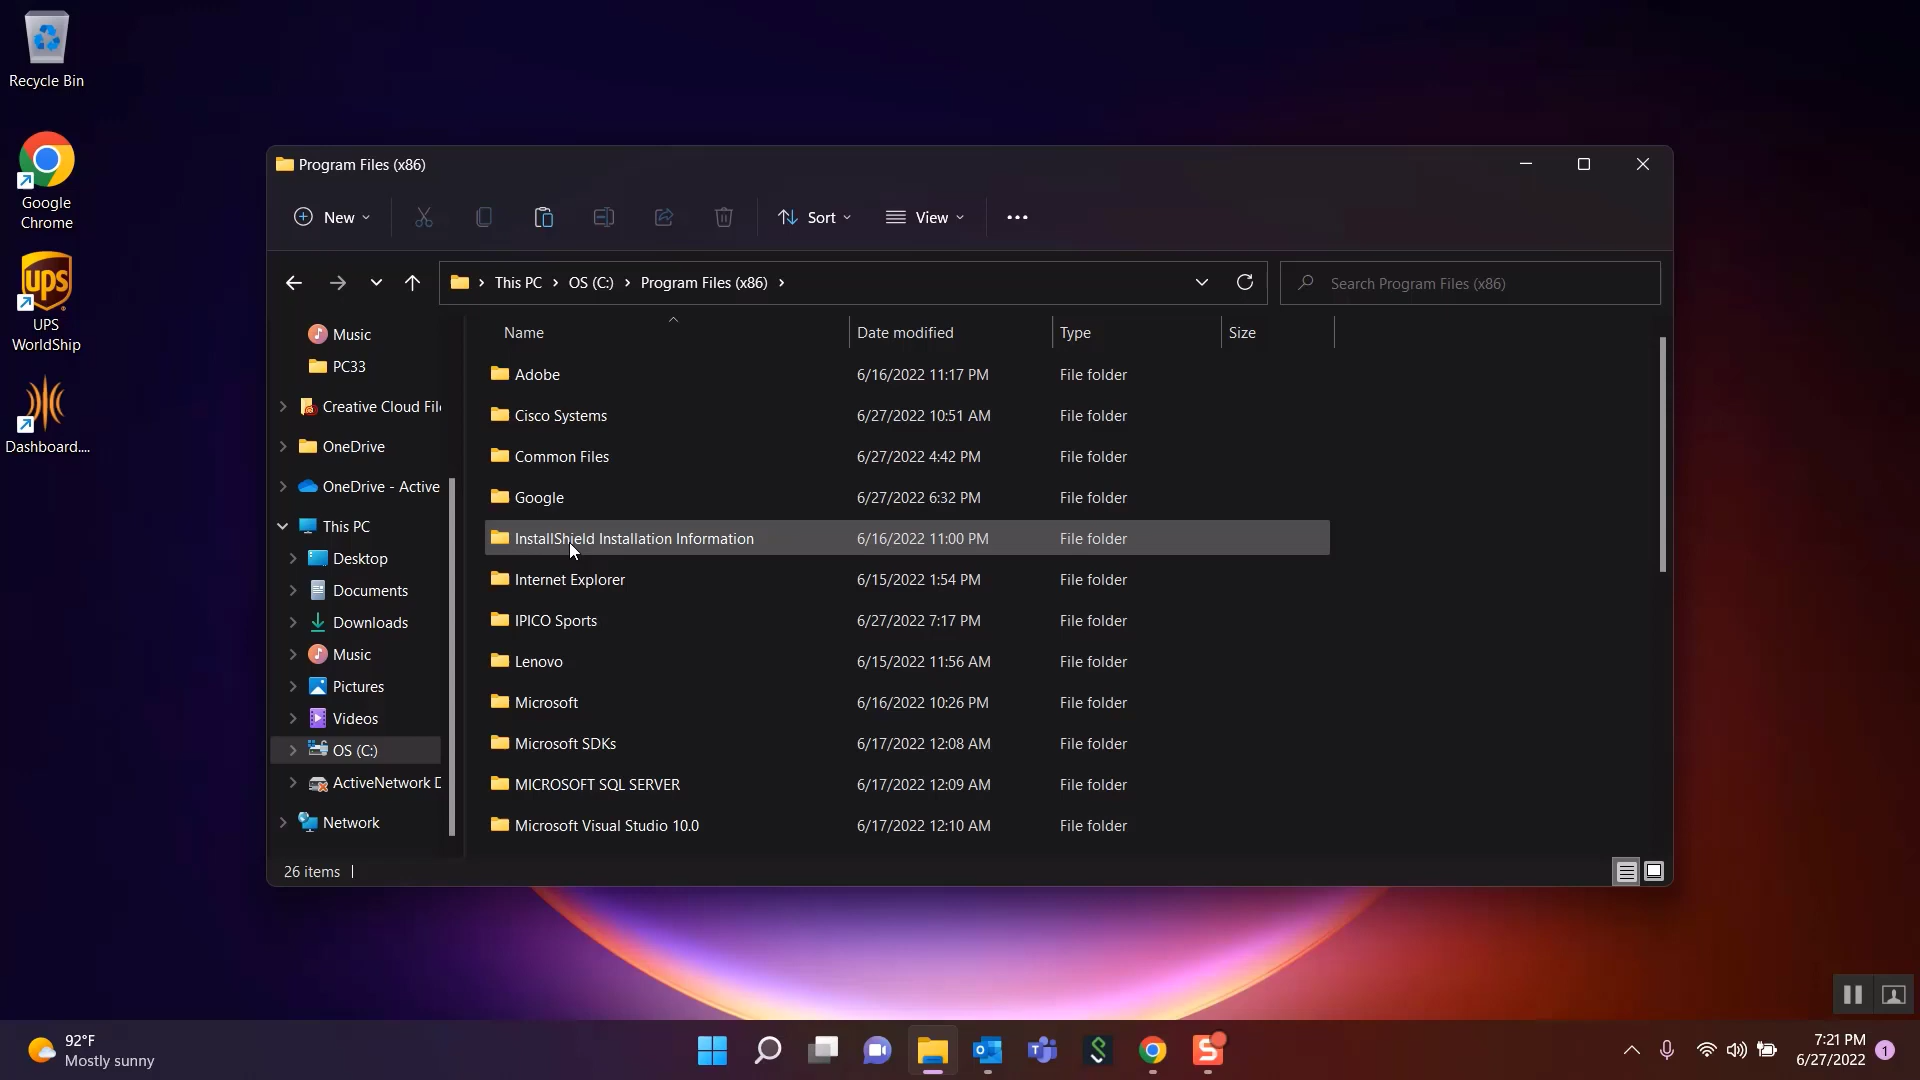 Recycle Bin
Google
Chrome
ups
UPS
WorldShip
Dashboard....
Program Files (x86)
New
Sort
View
This PC
OS (C:)
Program Files (x86)
Search Program Files (x86)
Music
PC33
Creative Cloud Fil
OneDrive
OneDrive - Active
This PC
Desktop
Documents
Downloads
Music
Pictures
Videos
OS (C:)
ActiveNetwork D
Network
Name Date modified Type Size
Adobe 6/16/2022 11:17 PM File folder
Cisco Systems 6/27/2022 10:51 AM File folder
Common Files 6/27/2022 4:42 PM File folder
Google 6/27/2022 6:32 PM File folder
InstallShield Installation Information 6/16/2022 11:00 PM File folder
Internet Explorer 6/15/2022 1:54 PM File folder
IPICO Sports 6/27/2022 7:17 PM File folder
Lenovo 6/15/2022 11:56 AM File folder
Microsoft 6/16/2022 10:26 PM File folder
Microsoft SDKs 6/17/2022 12:08 AM File folder
MICROSOFT SQL SERVER 6/17/2022 12:09 AM File folder
Microsoft Visual Studio 10.0 6/17/2022 12:10 AM File folder
26 items
92°F
Mostly sunny
7:21 PM
6/27/2022
1